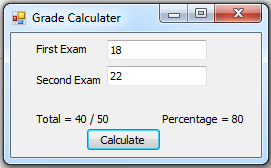 Grade Calculater
First Exam 18
Second Exam 22
Total = 40 / 50 Percentage = 80
Calculate